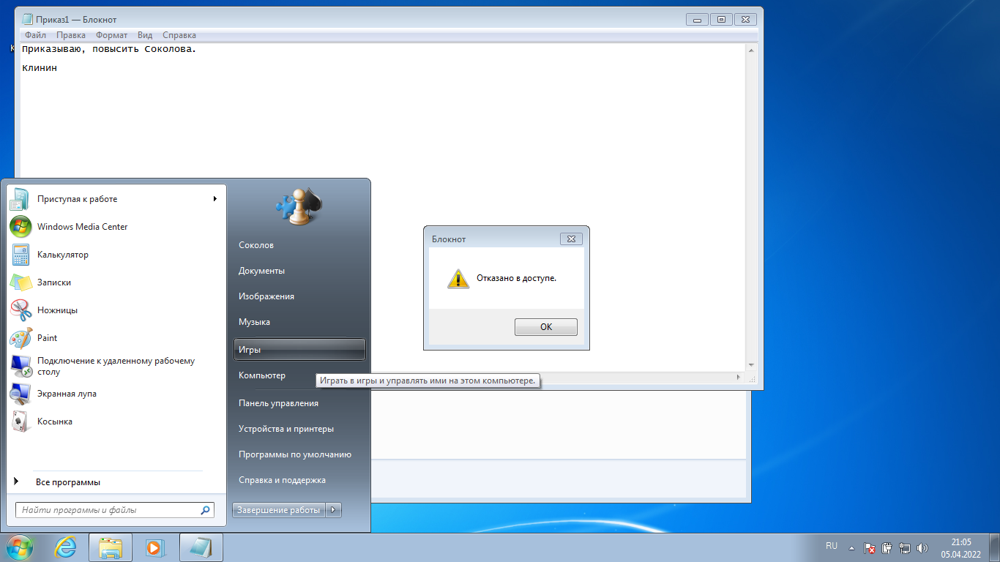 Приказ1 — Блокнот
Файл Правка Формат Вид Справка
Приказываю, повысить Соколова.
Клинин
Приступая к работе
Windows Media Center
Калькулятор
Записки
Ножницы
Paint
Подключение к удаленному рабочему
столу
Экранная лупа
Косынка
Все программы
Найти программы и файлы
Соколов
Документы
Изображения
Музыка
Игры
Компьютер
Играть в игры и управлять ими на этом компьютере.
Панель управления
Устройства и принтеры
Программы по умолчанию
Справка и поддержка
Завершение работы
Блокнот
Отказано в доступе.
ОК
RU
21:05
05.04.2022